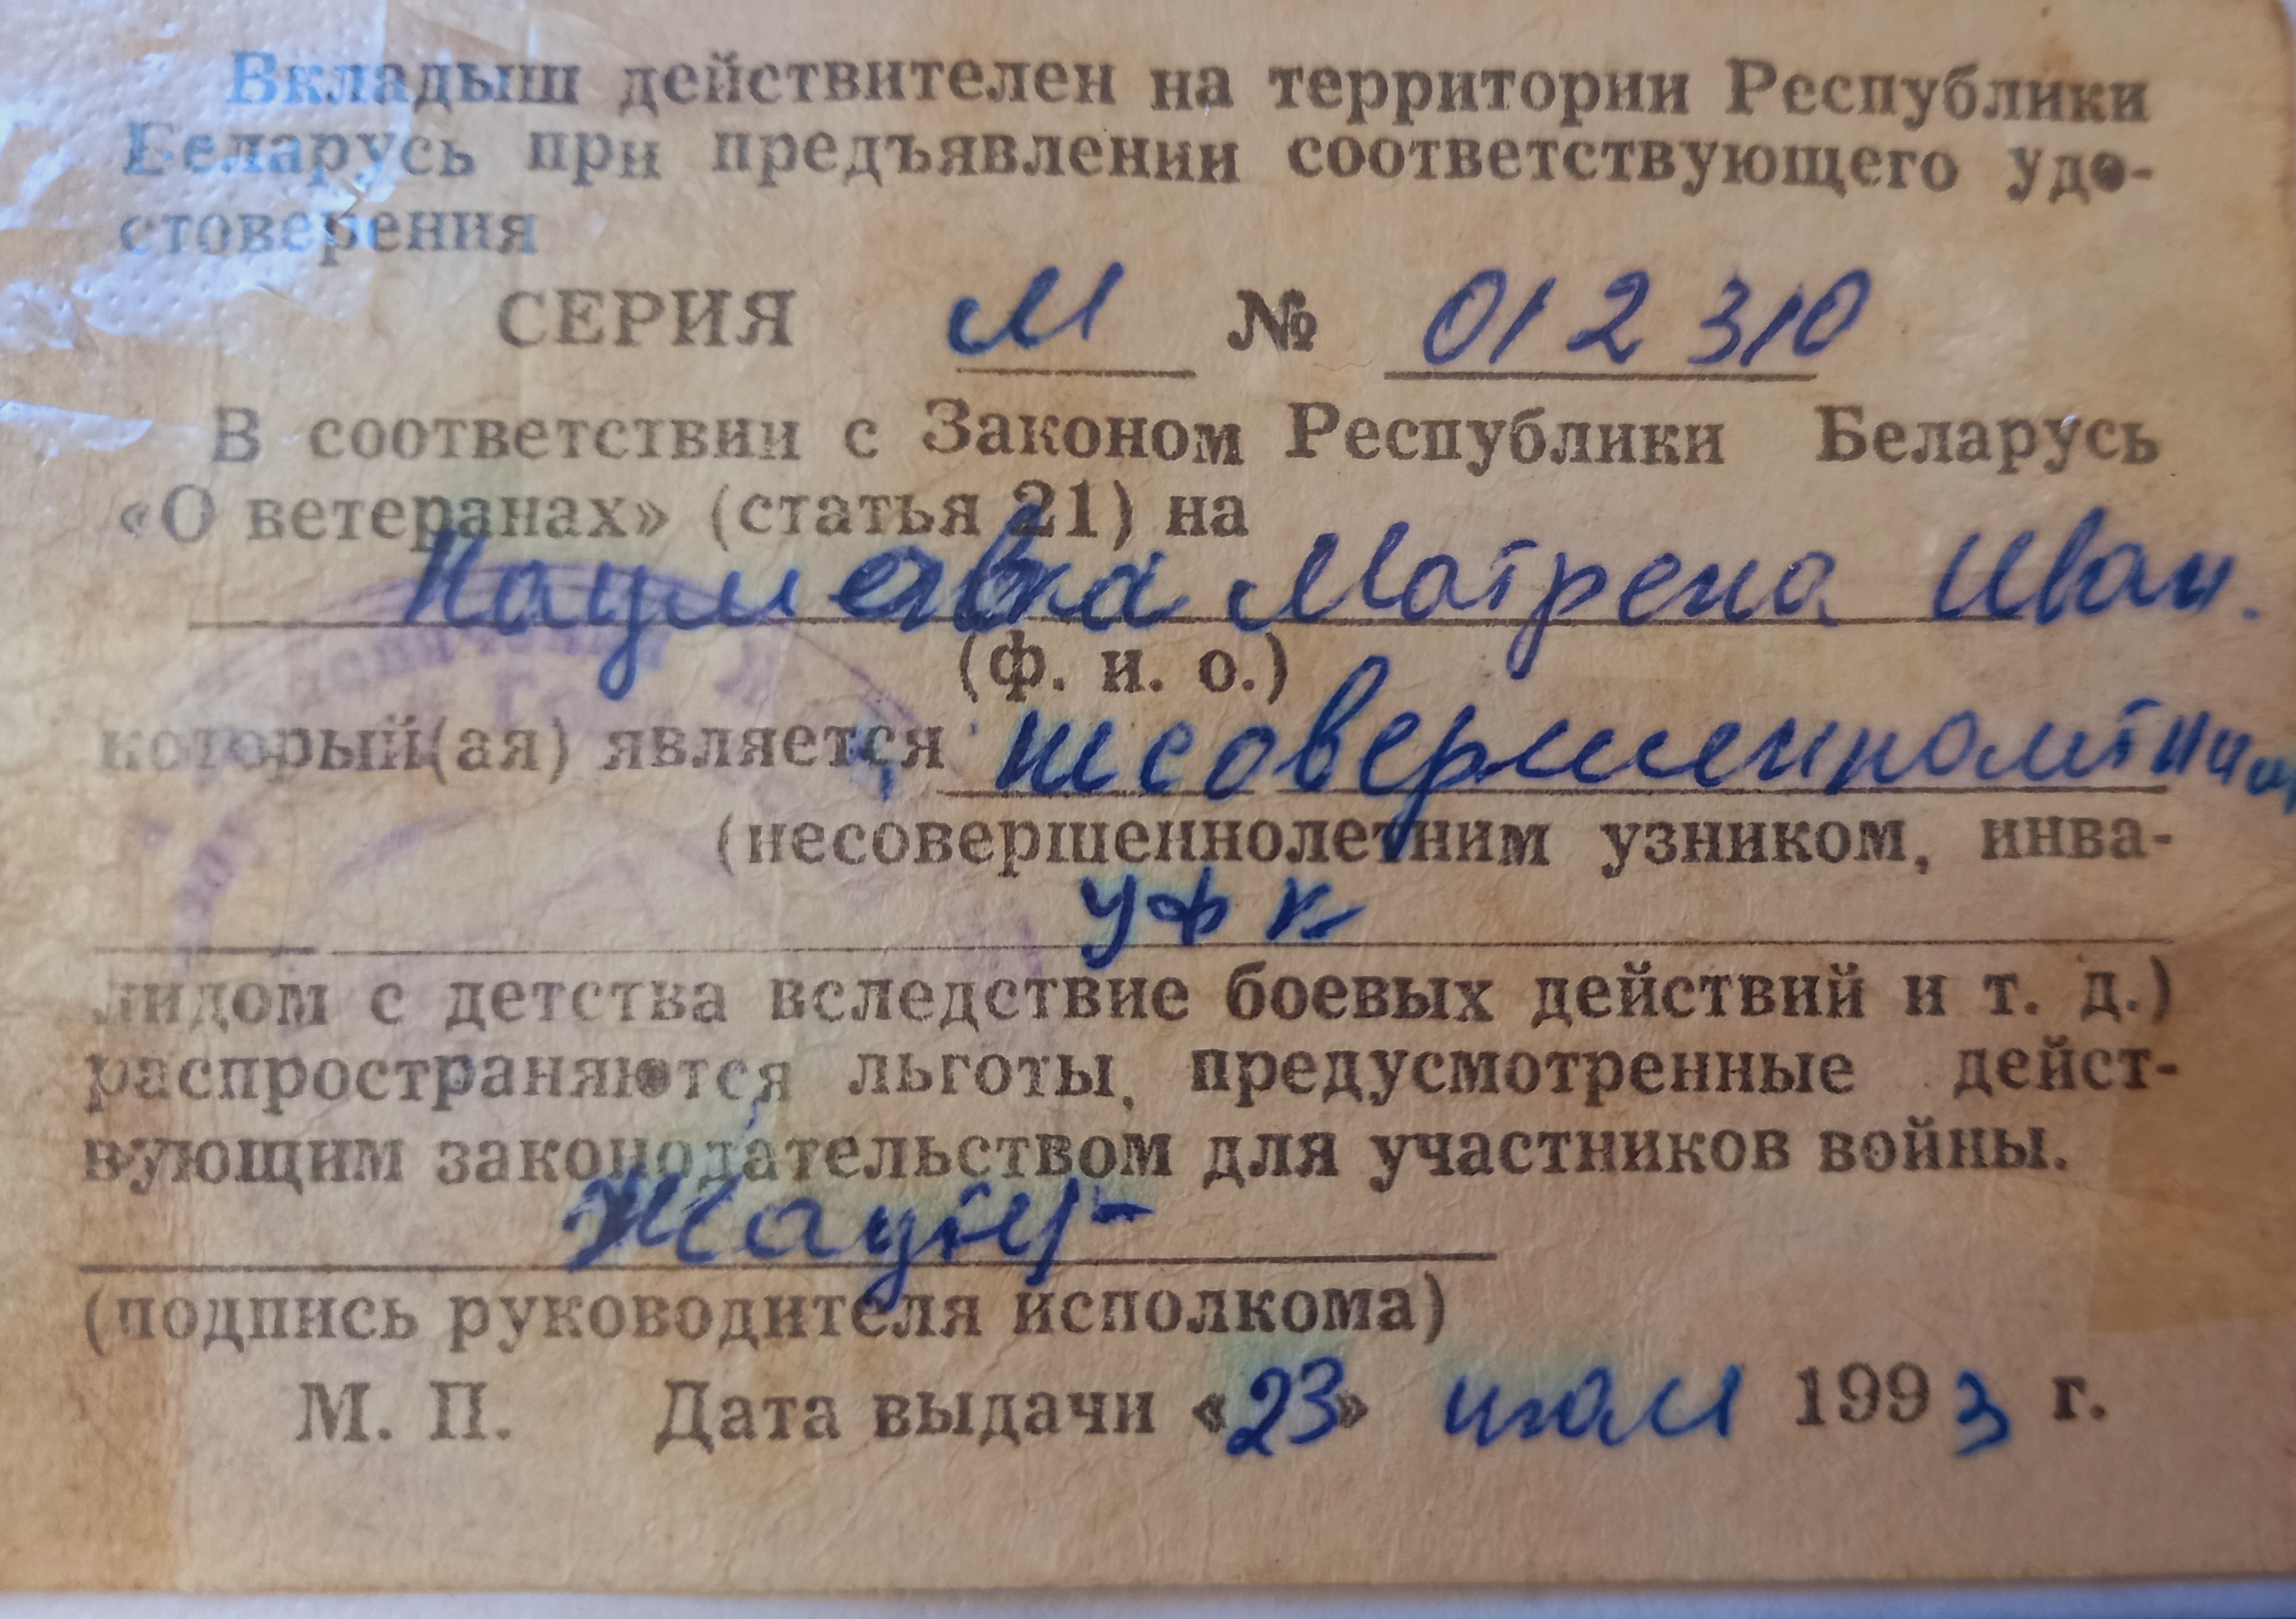 Вкладыш действителен на территории Республики
Беларусь при предъявлении соответствующего удо-
стоверения
СЕРИЯ М № 012310
В соответствии с Законом Республики Беларусь
«О ветеранах» (статья 21) на
Матрена Иван.
(ф. и. о.)
который(ая) является
(несовершеннолетним узником, инва-
лидом с детства вследствие боевых действий и т. д.)
распространяются льготы, предусмотренные дейст-
вующим законодательством для участников войны.
(подпись руководителя исполкома)
М. П. Дата выдачи «23» июля 1993 г.